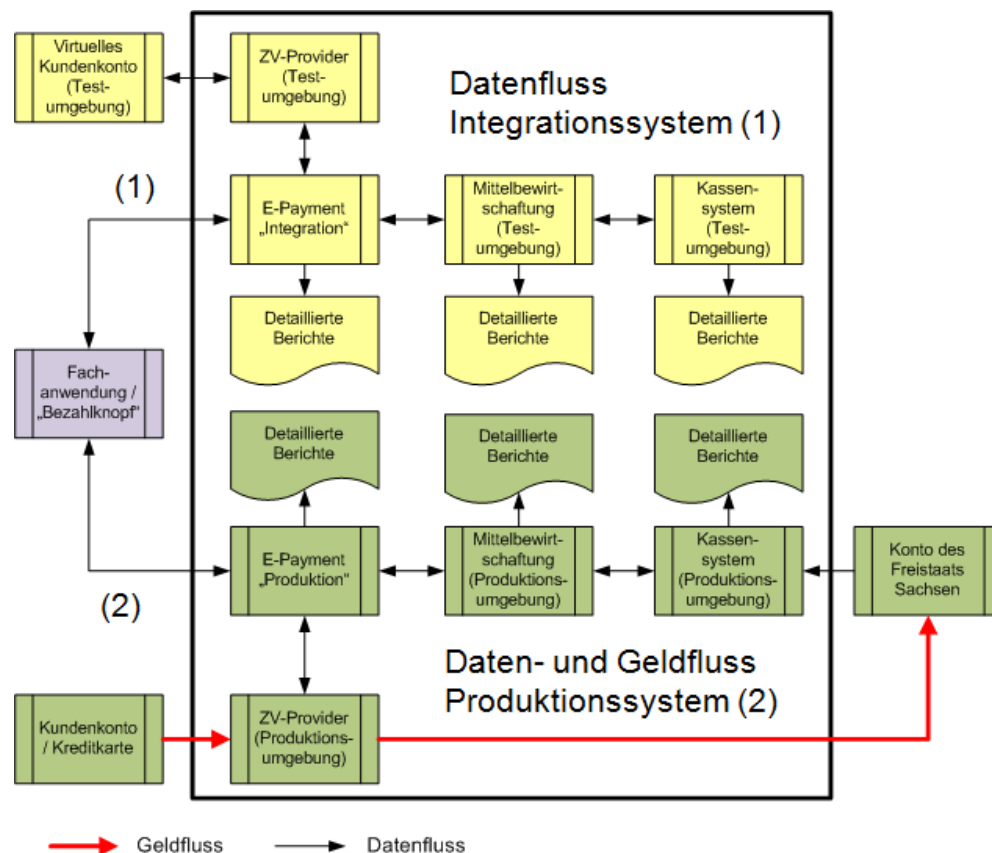 Virtuelles
Kundenkonto
(Test-
umgebung)
ZV-Provider
(Test-
umgebung)
Datenfluss
Integrationssystem (1)
(1)
E-Payment
„Integration“
Mittelbewirt-
schaftung
(Test-
umgebung)
Kassen-
system
(Test-
umgebung)
Detaillierte
Berichte
Detaillierte
Berichte
Detaillierte
Berichte
Fach-
anwendung /
„Bezahlknopf“
Detaillierte
Berichte
Detaillierte
Berichte
Detaillierte
Berichte
E-Payment
„Produktion“
Mittelbewirt-
schaftung
(Produktions-
umgebung)
Kassen-
system
(Produktions-
umgebung)
Konto des
Freistaats
Sachsen
(2)
Daten- und Geldfluss
Produktionssystem (2)
Kundenkonto
/ Kreditkarte
ZV-Provider
(Produktions-
umgebung)
Geldfluss
Datenfluss